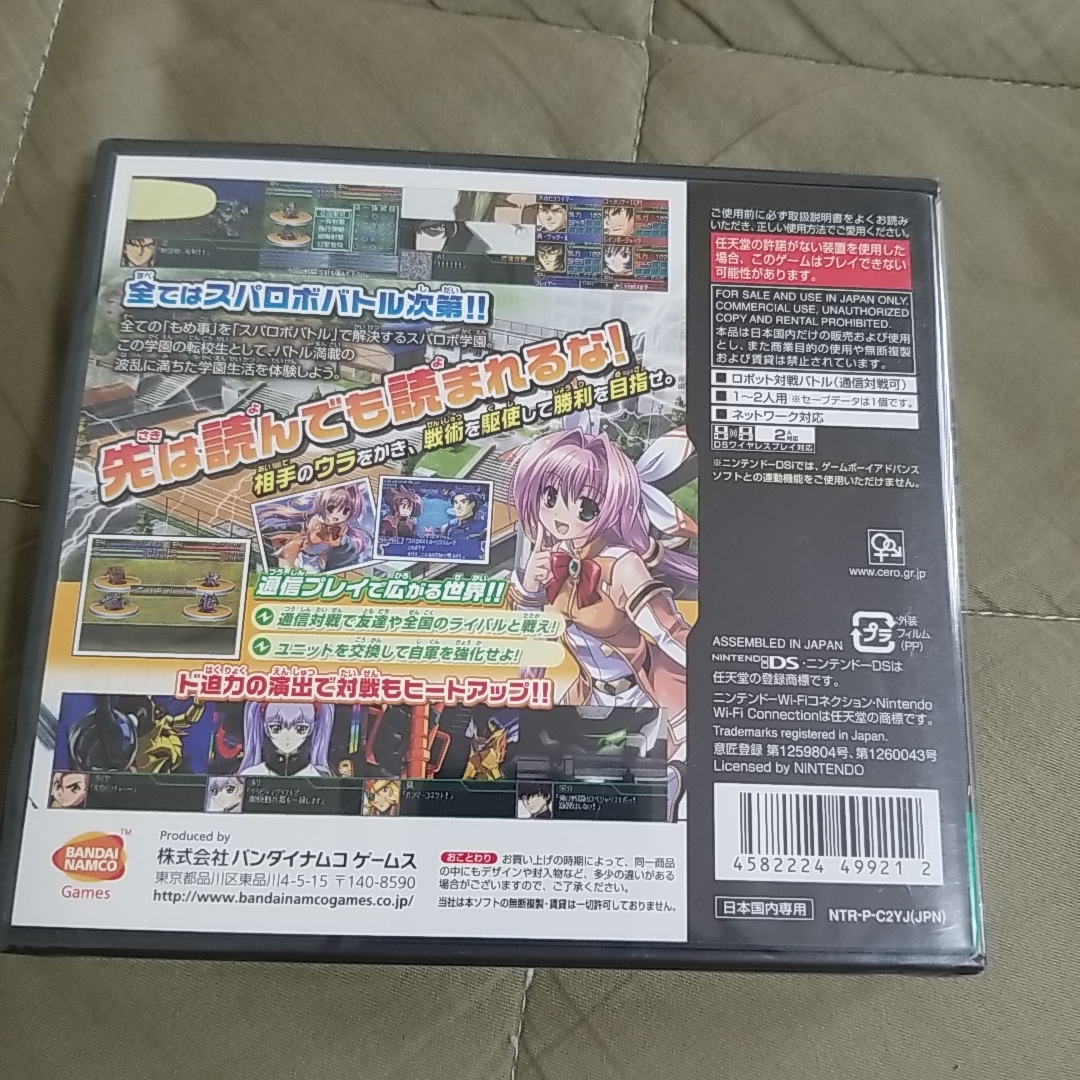 全てはスパロボバトル次第!!
全ての「もめ事」を「スパロボバトル」で解決するスパロボ学園。
この学園の転校生として、バトル満載の
波乱に満ちた学園生活を体験しよう。
先は読んでも読まれるな!
相手のウラをかき、戦術を駆使して勝利を目指せ。
通信プレイで広がる世界!!
通信対戦で友達や全国のライバルと戦え!
ユニットを交換して自軍を強化せよ!
ド迫力の演出で対戦もヒートアップ!!
BANDAI
NAMCO
TM
Games
Produced by
株式会社 バンダイナムコ ゲームス
東京都品川区東品川4-5-15 〒140-8590
http://www.bandainamcogames.co.jp/
おことわり お買い上げの時期によって、同一商品
の中にもデザインや封入物など、多少の違いがある
場合がございますので、ご了承ください。
当社は本ソフトの無断複製・賃貸は一切許可しておりません。
ご使用前に必ず取扱説明書をよくお読み
いただき、正しい使用方法でご愛用ください。
任天堂の許諾がない装置を使用した
場合、このゲームはプレイできない
可能性があります。
FOR SALE AND USE IN JAPAN ONLY.
COMMERCIAL USE, UNAUTHORIZED
COPY AND RENTAL PROHIBITED.
本品は日本国内だけの販売および使用
とし、また商業目的の使用や無断複製
および賃貸は禁止されています。
■ ロボット対戦バトル(通信対戦可)
■ 1〜2人用 ※セーブデータは1個です。
■ ネットワーク対応
2人対応
DSワイヤレスプレイ対応
※ニンテンドーDSiでは、ゲームボーイアドバンス
ソフトとの連動機能をご使用いただけません。
www.cero.gr.jp
プラ
外装
フィルム
(PP)
ASSEMBLED IN JAPAN
NINTENDO DS・ニンテンドーDSは
任天堂の登録商標です。
ニンテンドーWi-Fiコネクション・Nintendo
Wi-Fi Connectionは任天堂の商標です。
Trademarks registered in Japan.
意匠登録 第1259804号、第1260043号
Licensed by NINTENDO
4582224 49921 2
日本国内専用
NTR-P-C2YJ(JPN)